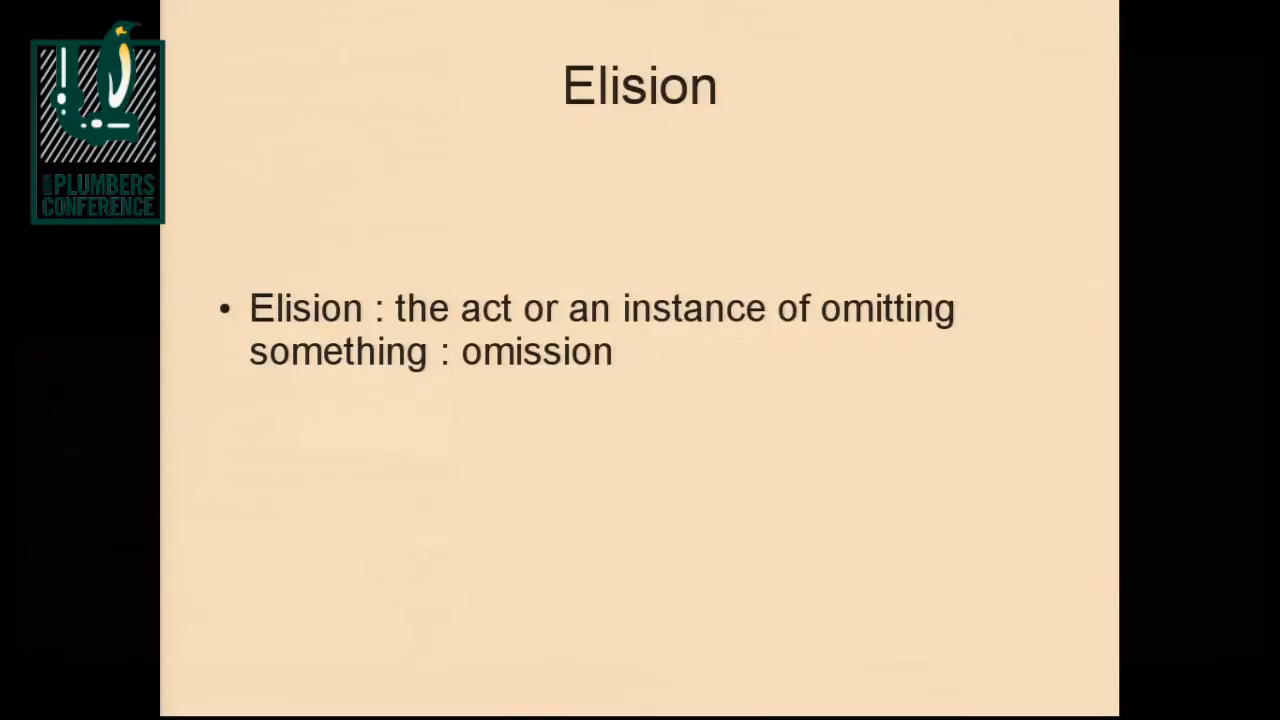 Elision
PLUMBERS
CONFERENCE
• Elision : the act or an instance of omitting
something : omission